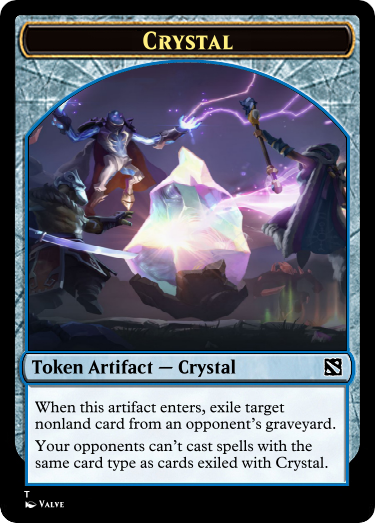 Crystal
Token Artifact — Crystal
When this artifact enters, exile target
nonland card from an opponent's graveyard.
Your opponents can't cast spells with the
same card type as cards exiled with Crystal.
T
Valve